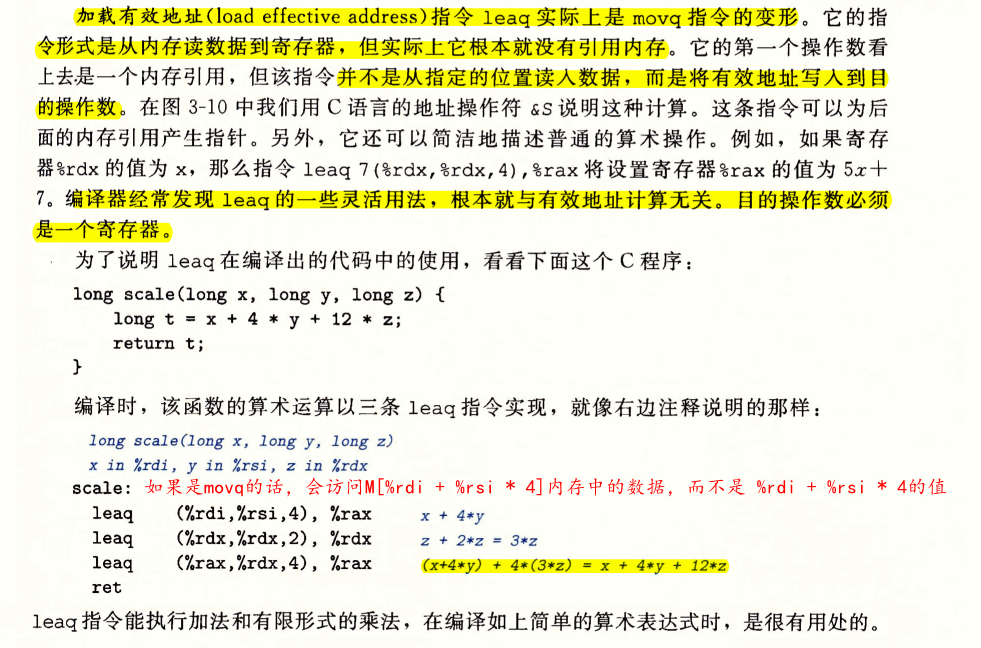 加载有效地址(load effective address)指令 leaq 实际上是 movq 指令的变形。它的指
令形式是从内存读数据到寄存器，但实际上它根本就没有引用内存。它的第一个操作数看
上去是一个内存引用，但该指令并不是从指定的位置读入数据，而是将有效地址写入到目
的操作数。在图 3-10 中我们用 C 语言的地址操作符 &S 说明这种计算。这条指令可以为后
面的内存引用产生指针。另外，它还可以简洁地描述普通的算术操作。例如，如果寄存
器%rdx 的值为 x，那么指令 leaq 7(%rdx,%rdx,4),%rax 将设置寄存器%rax 的值为 5x＋
7。编译器经常发现 leaq 的一些灵活用法，根本就与有效地址计算无关。目的操作数必须
是一个寄存器。
为了说明 leaq 在编译出的代码中的使用，看看下面这个 C 程序：
long scale(long x, long y, long z) {
    long t = x + 4 * y + 12 * z;
    return t;
}
编译时，该函数的算术运算以三条 leaq 指令实现，就像右边注释说明的那样：
long scale(long x, long y, long z)
x in %rdi, y in %rsi, z in %rdx
scale: 如果是movq的话，会访问M[%rdi + %rsi * 4]内存中的数据，而不是 %rdi + %rsi * 4的值
leaq (%rdi,%rsi,4), %rax x + 4*y
leaq (%rdx,%rdx,2), %rdx z + 2*z = 3*z
leaq (%rax,%rdx,4), %rax (x+4*y) + 4*(3*z) = x + 4*y + 12*z
ret
leaq 指令能执行加法和有限形式的乘法，在编译如上简单的算术表达式时，是很有用处的。